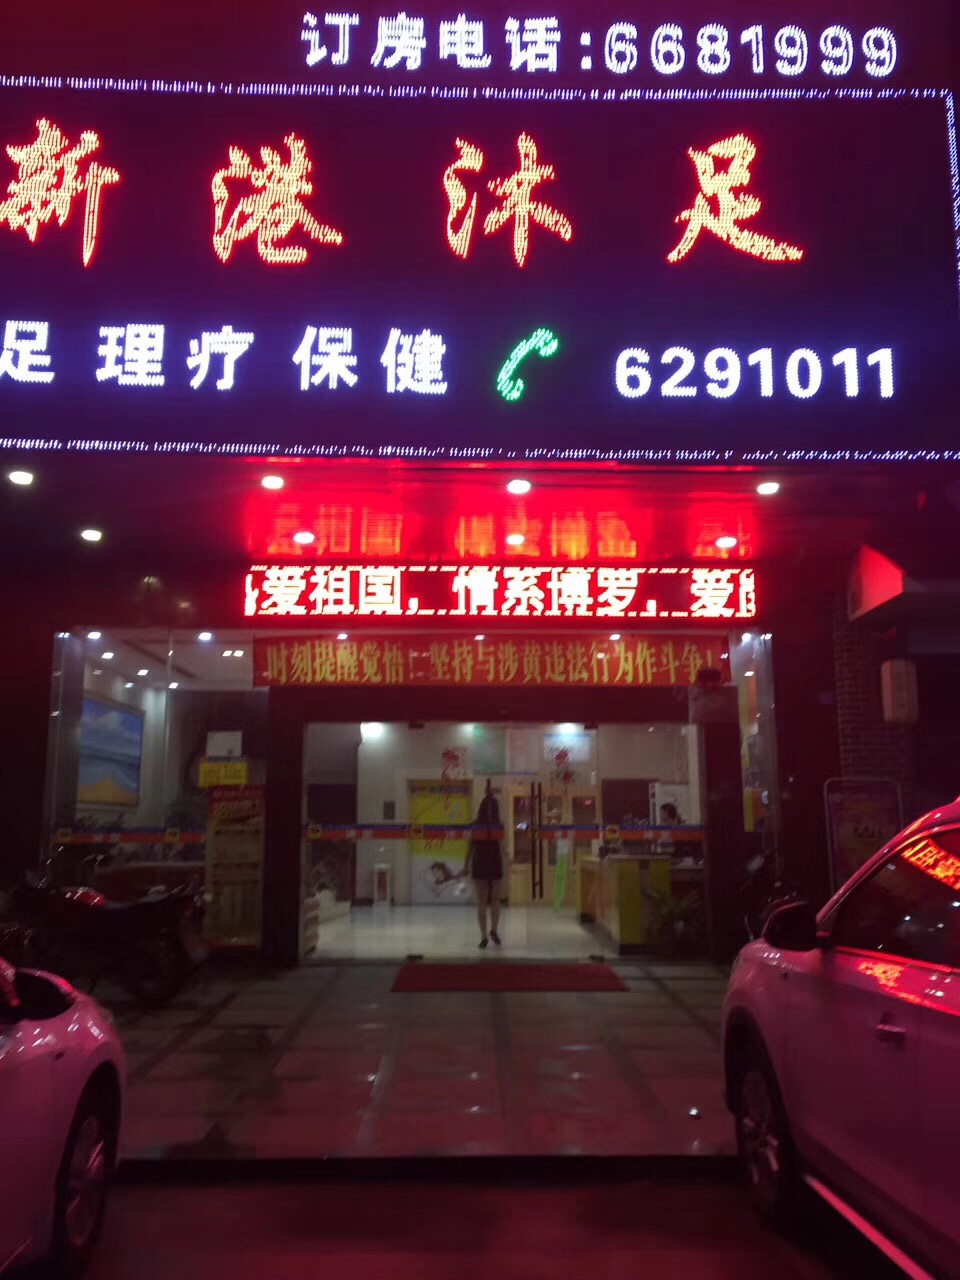 订房电话:6681999
新港沐足
足 理疗 保健 6291011
爱祖国，情系博罗，爱
时刻提醒觉悟：坚持与涉黄违法行为作斗争！